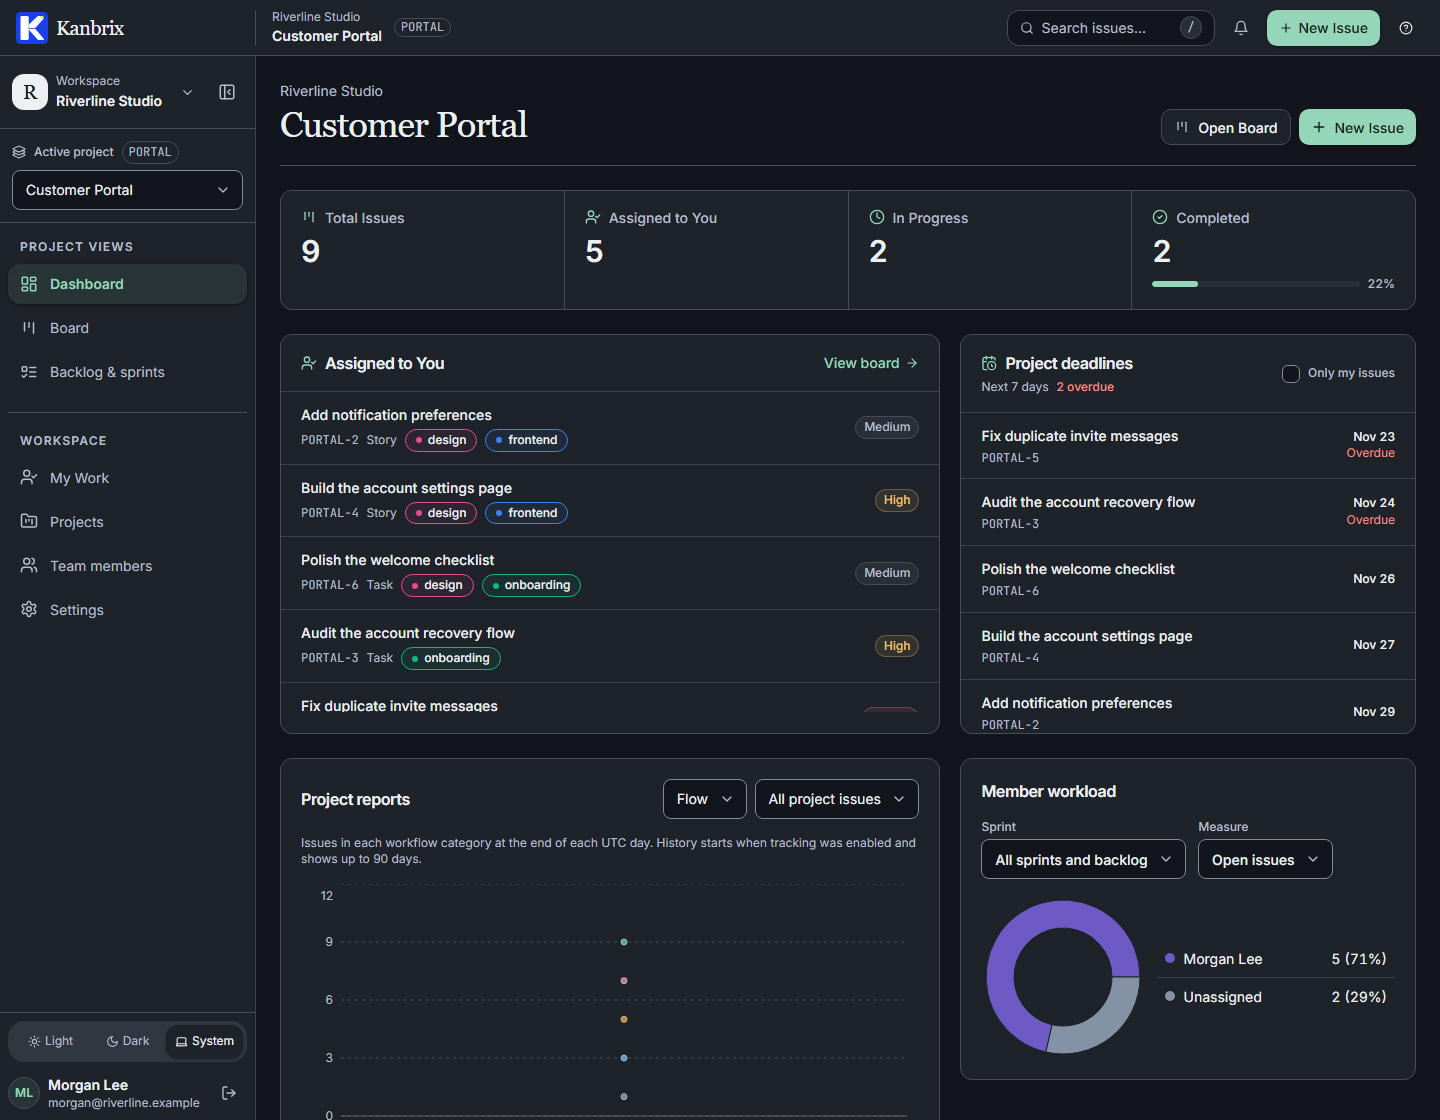 Kanbrix
Riverline Studio
Customer Portal
PORTAL
Search issues...
/
New Issue
R
Workspace
Riverline Studio
Active project
PORTAL
Customer Portal
PROJECT VIEWS
Dashboard
Board
Backlog & sprints
WORKSPACE
My Work
Projects
Team members
Settings
Light
Dark
System
ML
Morgan Lee
morgan@riverline.example
Riverline Studio
Customer Portal
Open Board
New Issue
Total Issues
9
Assigned to You
5
In Progress
2
Completed
2
22%
Assigned to You
View board
Add notification preferences
PORTAL-2 Story design frontend
Medium
Build the account settings page
PORTAL-4 Story design frontend
High
Polish the welcome checklist
PORTAL-6 Task design onboarding
Medium
Audit the account recovery flow
PORTAL-3 Task onboarding
High
Fix duplicate invite messages
Project deadlines
Next 7 days 2 overdue
Only my issues
Fix duplicate invite messages
PORTAL-5
Nov 23
Overdue
Audit the account recovery flow
PORTAL-3
Nov 24
Overdue
Polish the welcome checklist
PORTAL-6
Nov 26
Build the account settings page
PORTAL-4
Nov 27
Add notification preferences
PORTAL-2
Nov 29
Project reports
Flow
All project issues
Issues in each workflow category at the end of each UTC day. History starts when tracking was enabled and
shows up to 90 days.
12
9
6
3
0
Member workload
Sprint
All sprints and backlog
Measure
Open issues
Morgan Lee 5 (71%)
Unassigned 2 (29%)